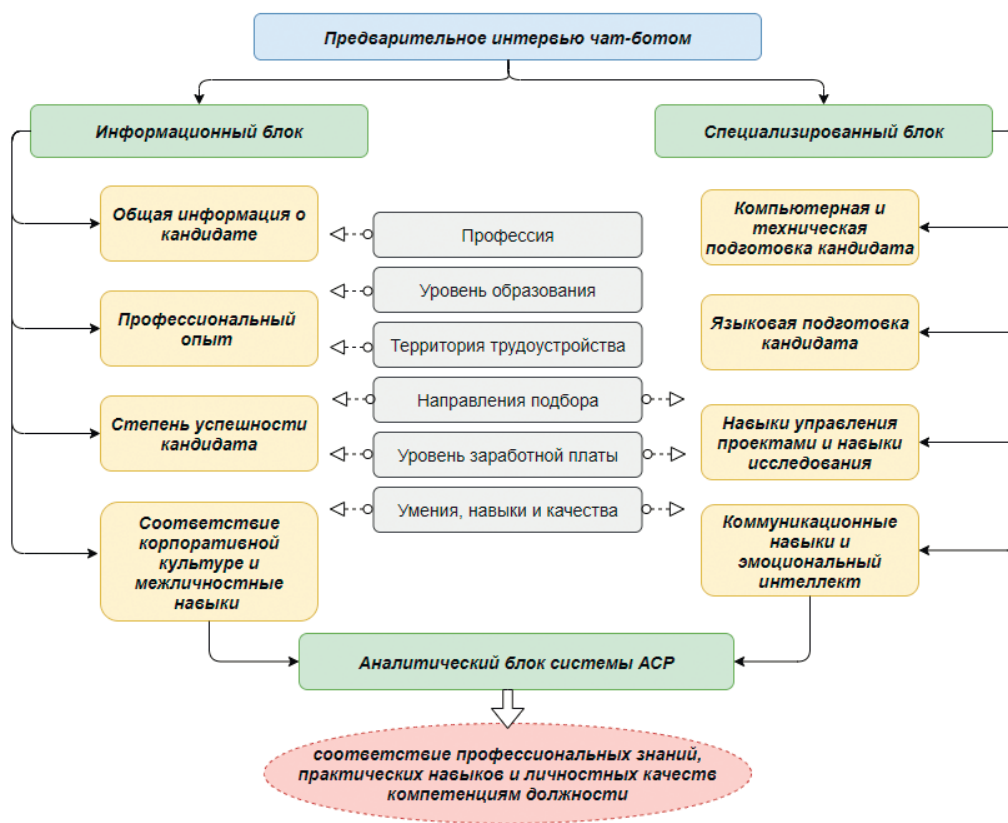 Предварительное интервью чат-ботом
Информационный блок
Специализированный блок
Общая информация о
кандидате
Профессиональный
опыт
Степень успешности
кандидата
Соответствие
корпоративной
культуре и
межличностные
навыки
Профессия
Уровень образования
Территория трудоустройства
Направления подбора
Уровень заработной платы
Умения, навыки и качества
Компьютерная и
техническая
подготовка кандидата
Языковая подготовка
кандидата
Навыки управления
проектами и навыки
исследования
Коммуникационные
навыки и
эмоциональный
интеллект
Аналитический блок системы АСР
соответствие профессиональных знаний,
практических навыков и личностных качеств
компетенциям должности